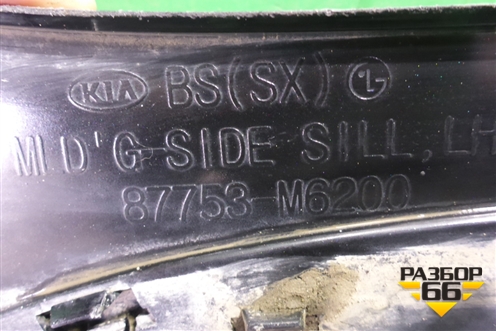 KIA BS(SX) LG
MLD'G-SIDE SILL, LH
87753-M6200
РАЗБОР
66